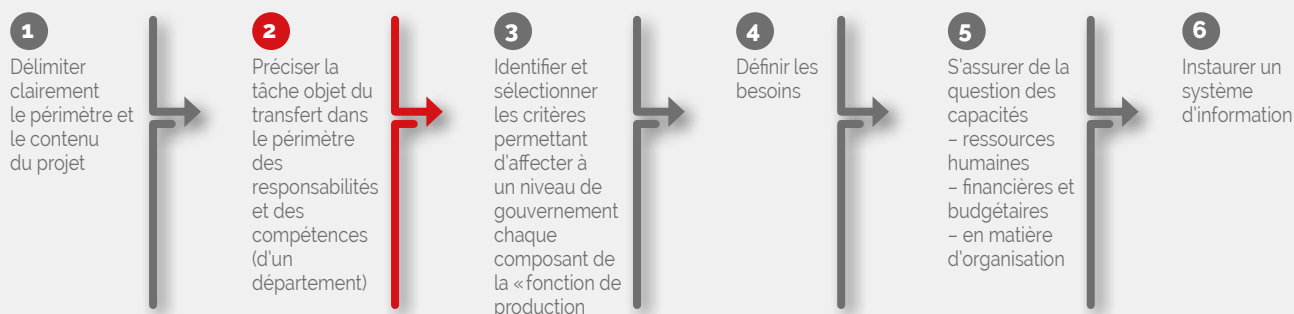 1
Délimiter
clairement
le périmètre et
le contenu
du projet
2
Préciser la
tâche objet du
transfert dans
le périmètre
des
responsabilités
et des
compétences
(d'un
département)
3
Identifier et
sélectionner
les critères
permettant
d'affecter à
un niveau de
gouvernement
chaque
composant de
la «fonction de
production
4
Définir les
besoins
5
S'assurer de la
question des
capacités
– ressources
humaines
– financières et
budgétaires
– en matière
d'organisation
6
Instaurer un
système
d'information